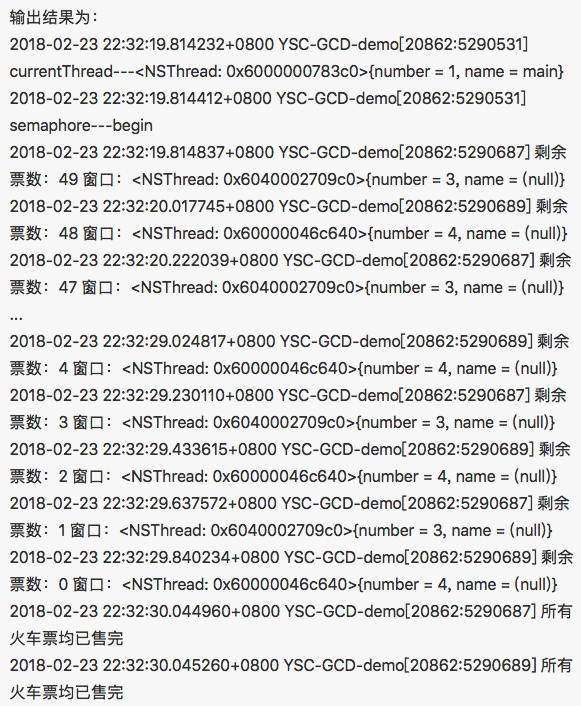 输出结果为：
2018-02-23 22:32:19.814232+0800 YSC-GCD-demo[20862:5290531]
currentThread---<NSThread: 0x6000000783c0>{number = 1, name = main}
2018-02-23 22:32:19.814412+0800 YSC-GCD-demo[20862:5290531]
semaphore---begin
2018-02-23 22:32:19.814837+0800 YSC-GCD-demo[20862:5290687] 剩余
票数：49 窗口：<NSThread: 0x6040002709c0>{number = 3, name = (null)}
2018-02-23 22:32:20.017745+0800 YSC-GCD-demo[20862:5290689] 剩余
票数：48 窗口：<NSThread: 0x60000046c640>{number = 4, name = (null)}
2018-02-23 22:32:20.222039+0800 YSC-GCD-demo[20862:5290687] 剩余
票数：47 窗口：<NSThread: 0x6040002709c0>{number = 3, name = (null)}
...
2018-02-23 22:32:29.024817+0800 YSC-GCD-demo[20862:5290689] 剩余
票数：4 窗口：<NSThread: 0x60000046c640>{number = 4, name = (null)}
2018-02-23 22:32:29.230110+0800 YSC-GCD-demo[20862:5290687] 剩余
票数：3 窗口：<NSThread: 0x6040002709c0>{number = 3, name = (null)}
2018-02-23 22:32:29.433615+0800 YSC-GCD-demo[20862:5290689] 剩余
票数：2 窗口：<NSThread: 0x60000046c640>{number = 4, name = (null)}
2018-02-23 22:32:29.637572+0800 YSC-GCD-demo[20862:5290687] 剩余
票数：1 窗口：<NSThread: 0x6040002709c0>{number = 3, name = (null)}
2018-02-23 22:32:29.840234+0800 YSC-GCD-demo[20862:5290689] 剩余
票数：0 窗口：<NSThread: 0x60000046c640>{number = 4, name = (null)}
2018-02-23 22:32:30.044960+0800 YSC-GCD-demo[20862:5290687] 所有
火车票均已售完
2018-02-23 22:32:30.045260+0800 YSC-GCD-demo[20862:5290689] 所有
火车票均已售完